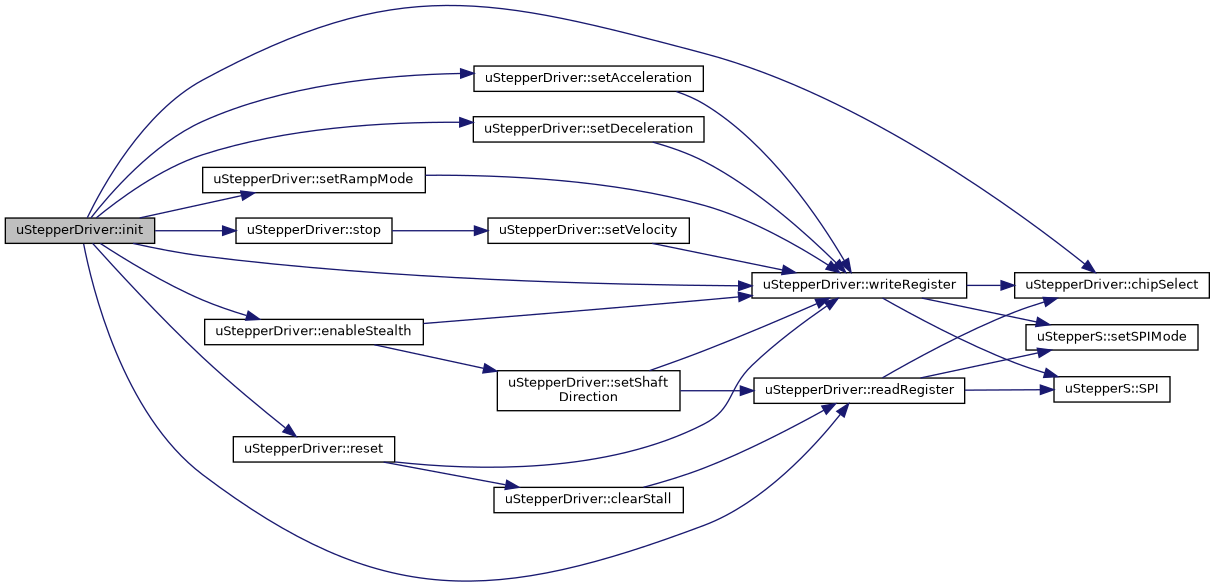 uStepperDriver::setAcceleration
uStepperDriver::setDeceleration
uStepperDriver::setRampMode
uStepperDriver::init
uStepperDriver::stop
uStepperDriver::setVelocity
uStepperDriver::writeRegister
uStepperDriver::chipSelect
uStepperDriver::enableStealth
uStepperS::setSPIMode
uStepperDriver::setShaft
Direction
uStepperDriver::readRegister
uStepperS::SPI
uStepperDriver::reset
uStepperDriver::clearStall